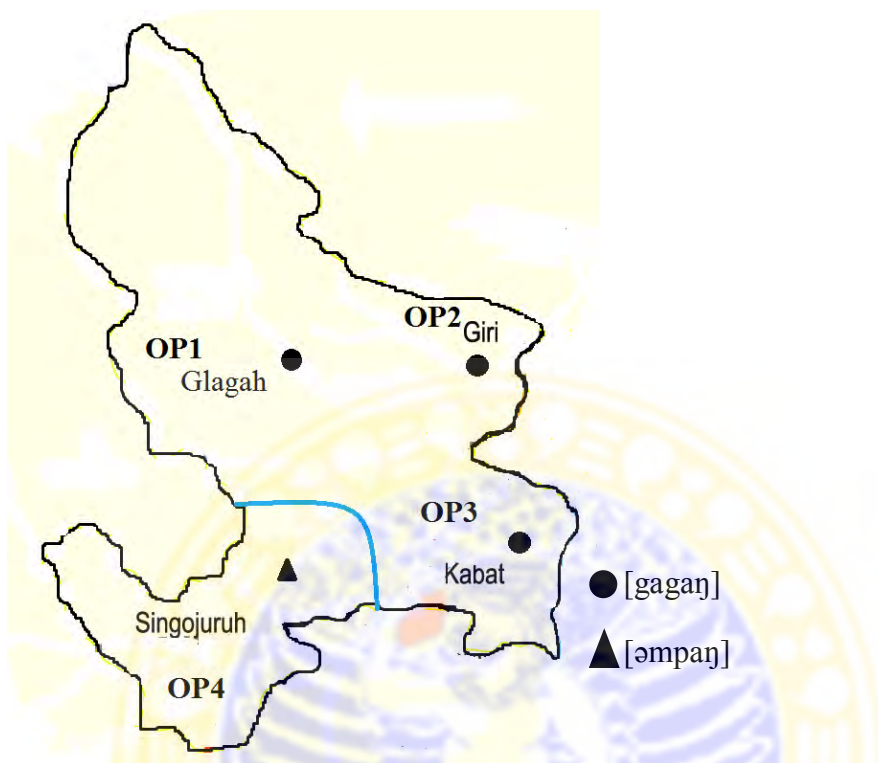 OP2
Giri
OP1
Glagah
OP3
Kabat
[gagaŋ]
Singojuruh
[əmpaŋ]
OP4